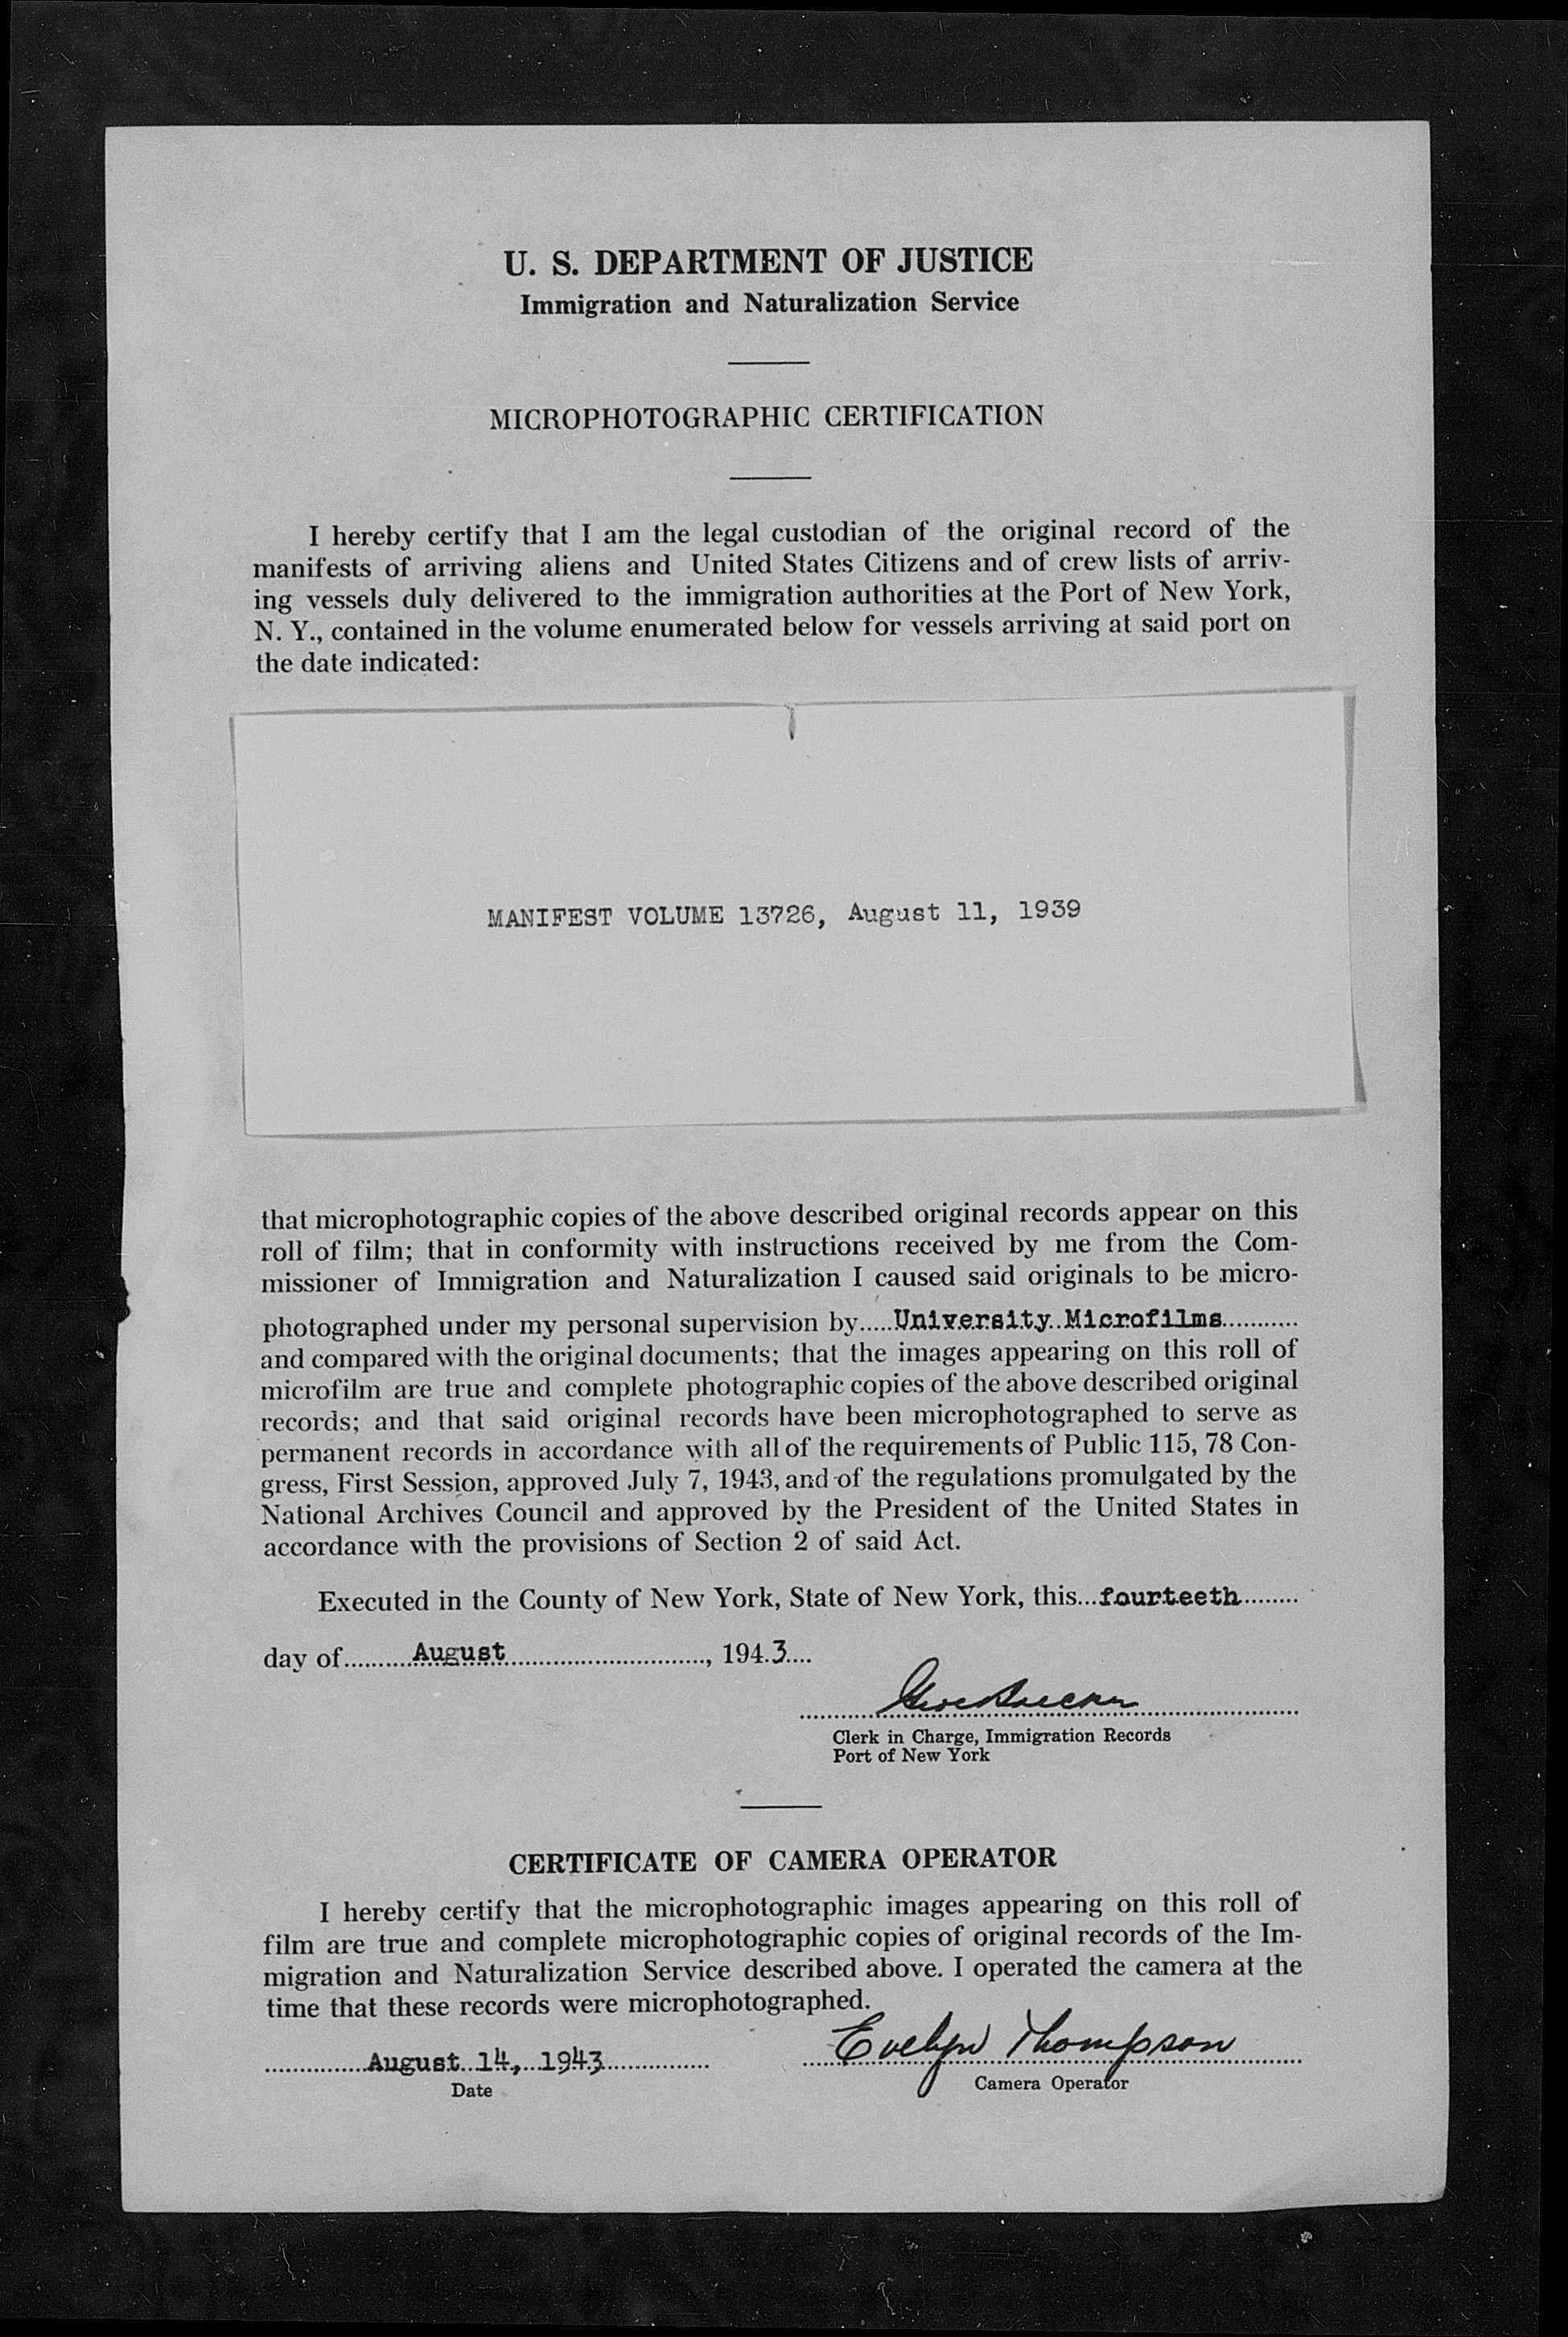 U. S. DEPARTMENT OF JUSTICE
Immigration and Naturalization Service
MICROPHOTOGRAPHIC CERTIFICATION
I hereby certify that I am the legal custodian of the original record of the
manifests of arriving aliens and United States Citizens and of crew lists of arriv-
ing vessels duly delivered to the immigration authorities at the Port of New York,
N. Y., contained in the volume enumerated below for vessels arriving at said port on
the date indicated:
MANIFEST VOLUME 13726, August 11, 1939
that microphotographic copies of the above described original records appear on this
roll of film; that in conformity with instructions received by me from the Com-
missioner of Immigration and Naturalization I caused said originals to be micro-
photographed under my personal supervision by.....University Microfilms...........
and compared with the original documents; that the images appearing on this roll of
microfilm are true and complete photographic copies of the above described original
records; and that said original records have been microphotographed to serve as
permanent records in accordance with all of the requirements of Public 115, 78 Con-
gress, First Session, approved July 7, 1943, and of the regulations promulgated by the
National Archives Council and approved by the President of the United States in
accordance with the provisions of Section 2 of said Act.
Executed in the County of New York, State of New York, this...fourteeth.........
day of..........August..............................., 194.3....
Clerk in Charge, Immigration Records
Port of New York
CERTIFICATE OF CAMERA OPERATOR
I hereby certify that the microphotographic images appearing on this roll of
film are true and complete microphotographic copies of original records of the Im-
migration and Naturalization Service described above. I operated the camera at the
time that these records were microphotographed.
August 14, 1943 Evelyn Thompson
Date Camera Operator